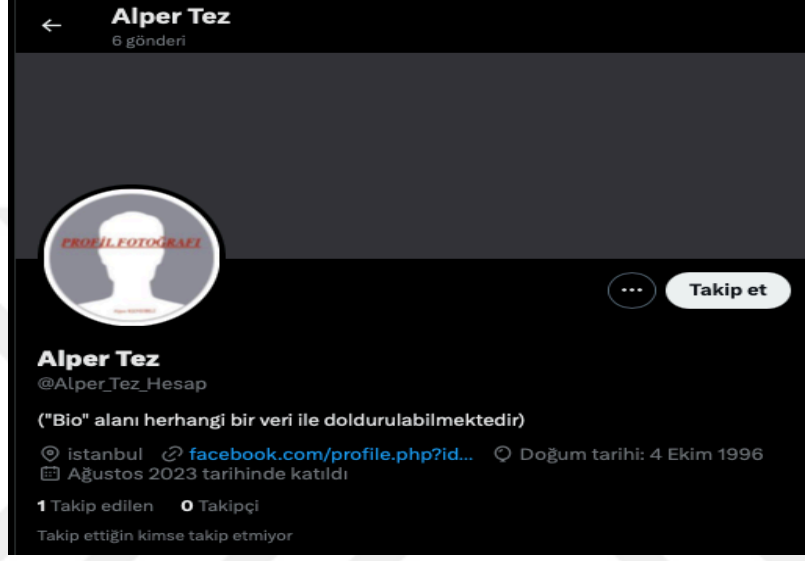 Alper Tez
6 gönderi
PROFİL FOTOĞRAFI
Takip et
Alper Tez
@Alper_Tez_Hesap
("Bio" alanı herhangi bir veri ile doldurulabilmektedir)
istanbul facebook.com/profile.php?id... Doğum tarihi: 4 Ekim 1996
Ağustos 2023 tarihinde katıldı
1 Takip edilen 0 Takipçi
Takip ettiğin kimse takip etmiyor